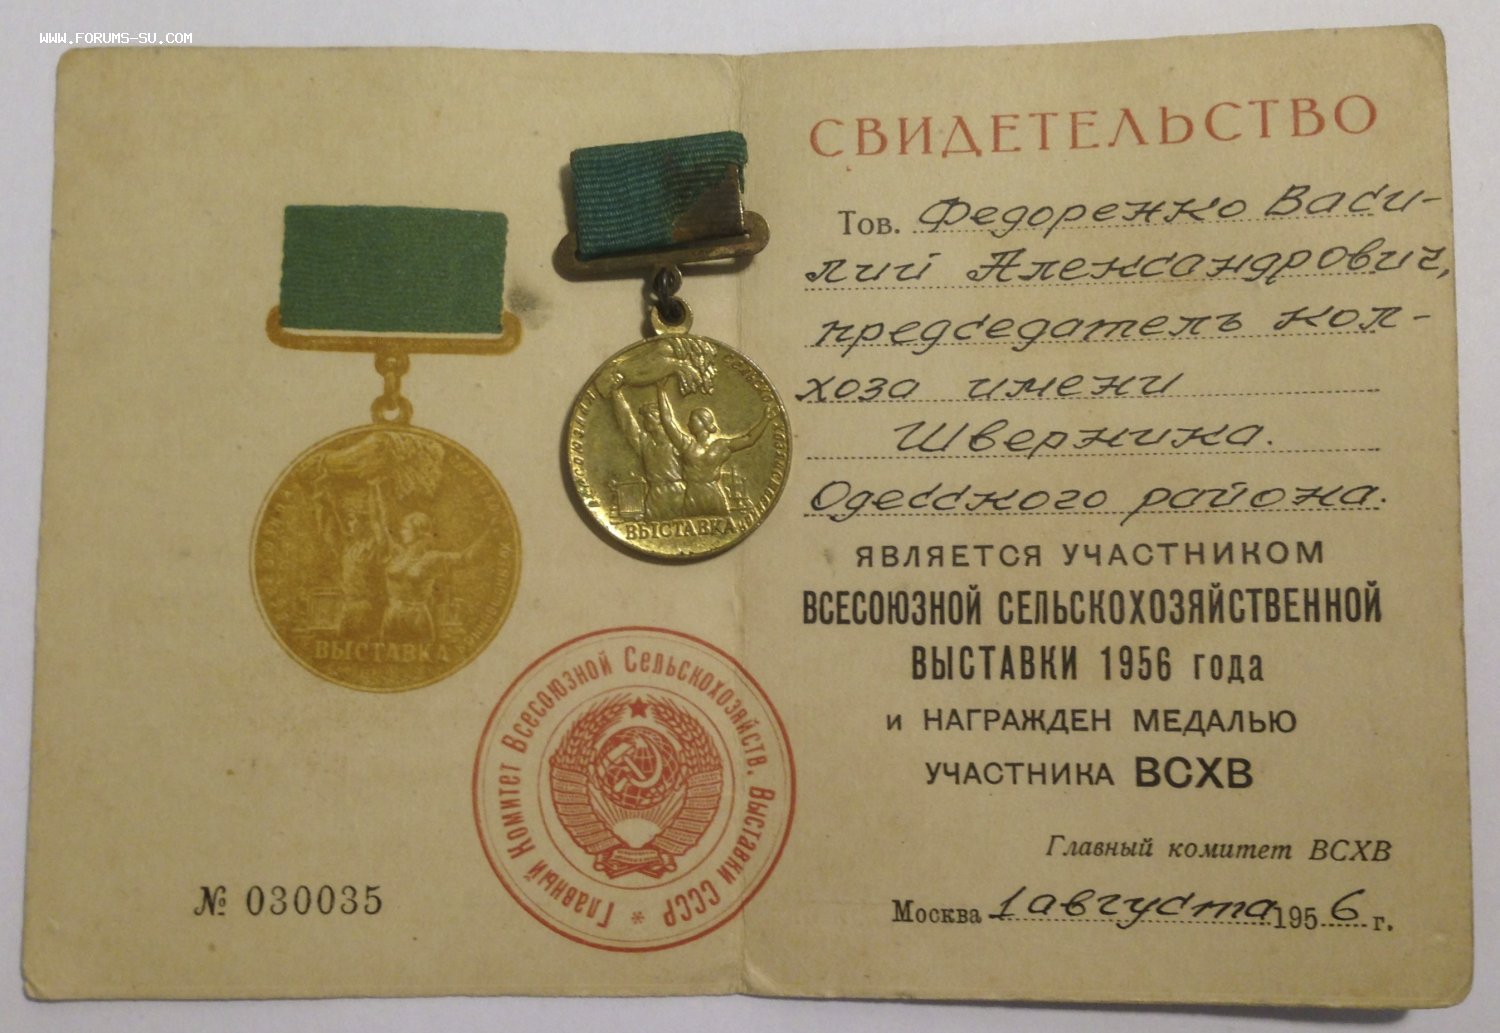 WWW.FORUMS-SU.COM
ВЫСТАВКА
ВСЕСОЮЗНАЯ СЕЛЬСКОХОЗЯЙСТВЕННАЯ
ВЫСТАВКА
Главный Комитет Всесоюзной Сельскохозяйств. Выставки СССР *
№ 030035
СВИДЕТЕЛЬСТВО
Тов. Федоренко Васи-
лий Александрович,
председатель кол-
хоза имени
Шверника.
Одесского района.
ЯВЛЯЕТСЯ УЧАСТНИКОМ
ВСЕСОЮЗНОЙ СЕЛЬСКОХОЗЯЙСТВЕННОЙ
ВЫСТАВКИ 1956 года
и НАГРАЖДЕН МЕДАЛЬЮ
УЧАСТНИКА ВСХВ
Главный комитет ВСХВ
Москва 1 августа 1956 г.